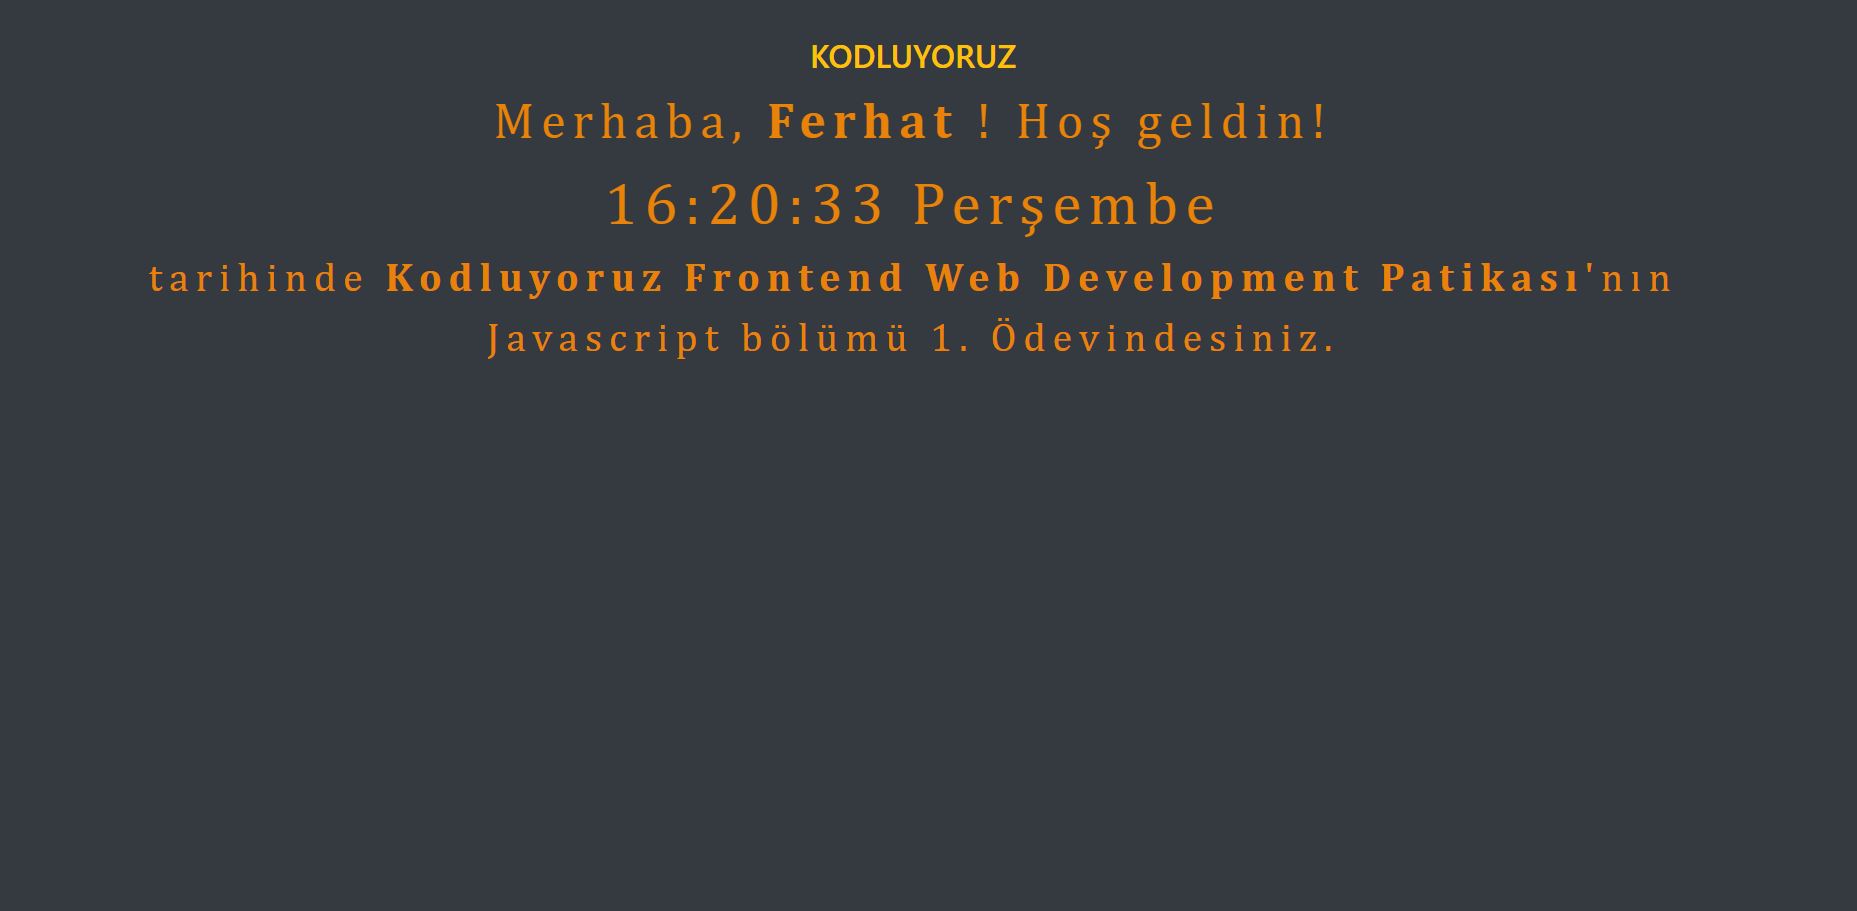 KODLUYORUZ
Merhaba, Ferhat ! Hoş geldin!
16:20:33 Perşembe
tarihinde Kodluyoruz Frontend Web Development Patikası'nın
Javascript bölümü 1. Ödevindesiniz.